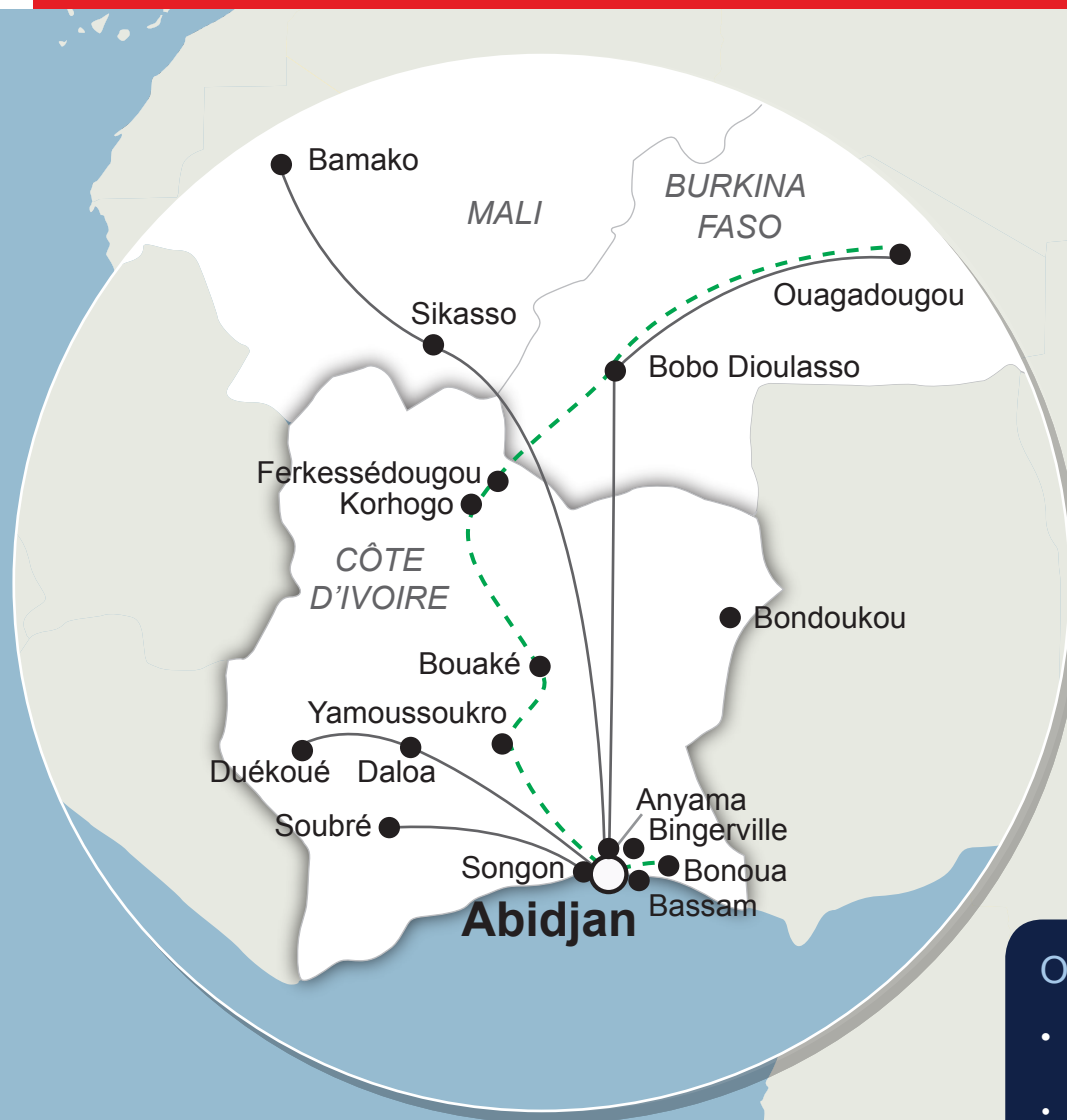 Bamako
MALI
BURKINA
FASO
Ouagadougou
Sikasso
Bobo Dioulasso
Ferkessédougou
Korhogo
CÔTE
D'IVOIRE
Bondoukou
Bouaké
Yamoussoukro
Duékoué
Daloa
Anyama
Bingerville
Soubré
Songon
Bonoua
Bassam
Abidjan